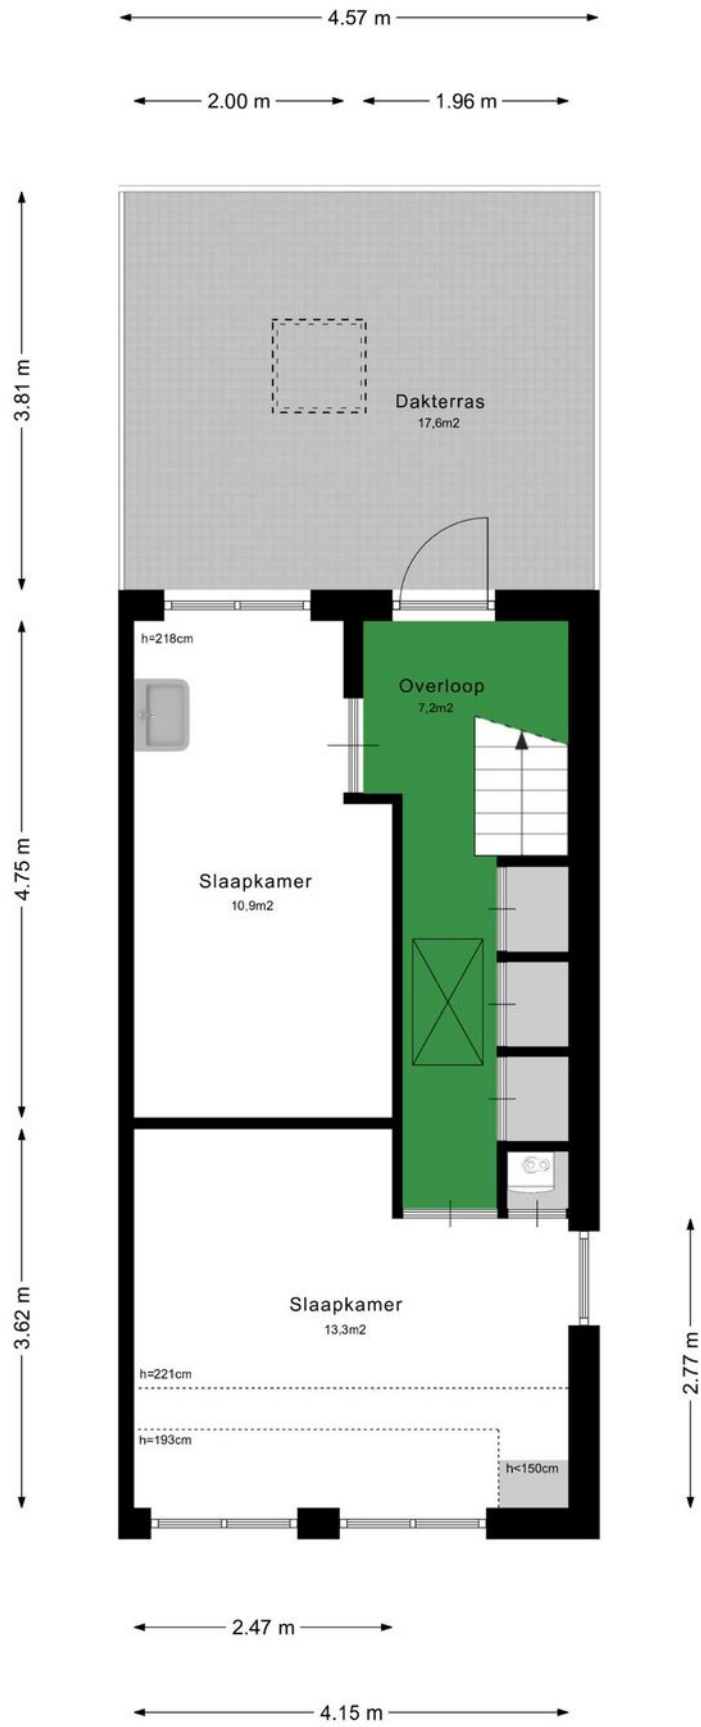 4.57 m
2.00 m
1.96 m
3.81 m
Dakterras
17,6m2
h=218cm
Overloop
7,2m2
4.75 m
Slaapkamer
10,9m2
3.62 m
Slaapkamer
13,3m2
2.77 m
h=221cm
h=193cm
h<150cm
2.47 m
4.15 m